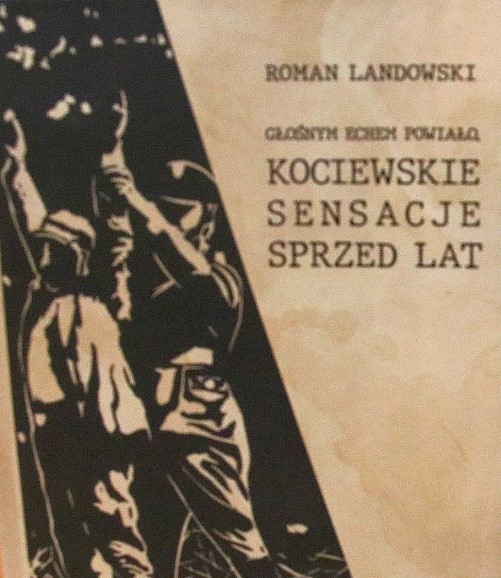 ROMAN LANDOWSKI
GŁOŚNYM ECHEM POWIAŁO
KOCIEWSKIE
SENSACJE
SPRZED LAT